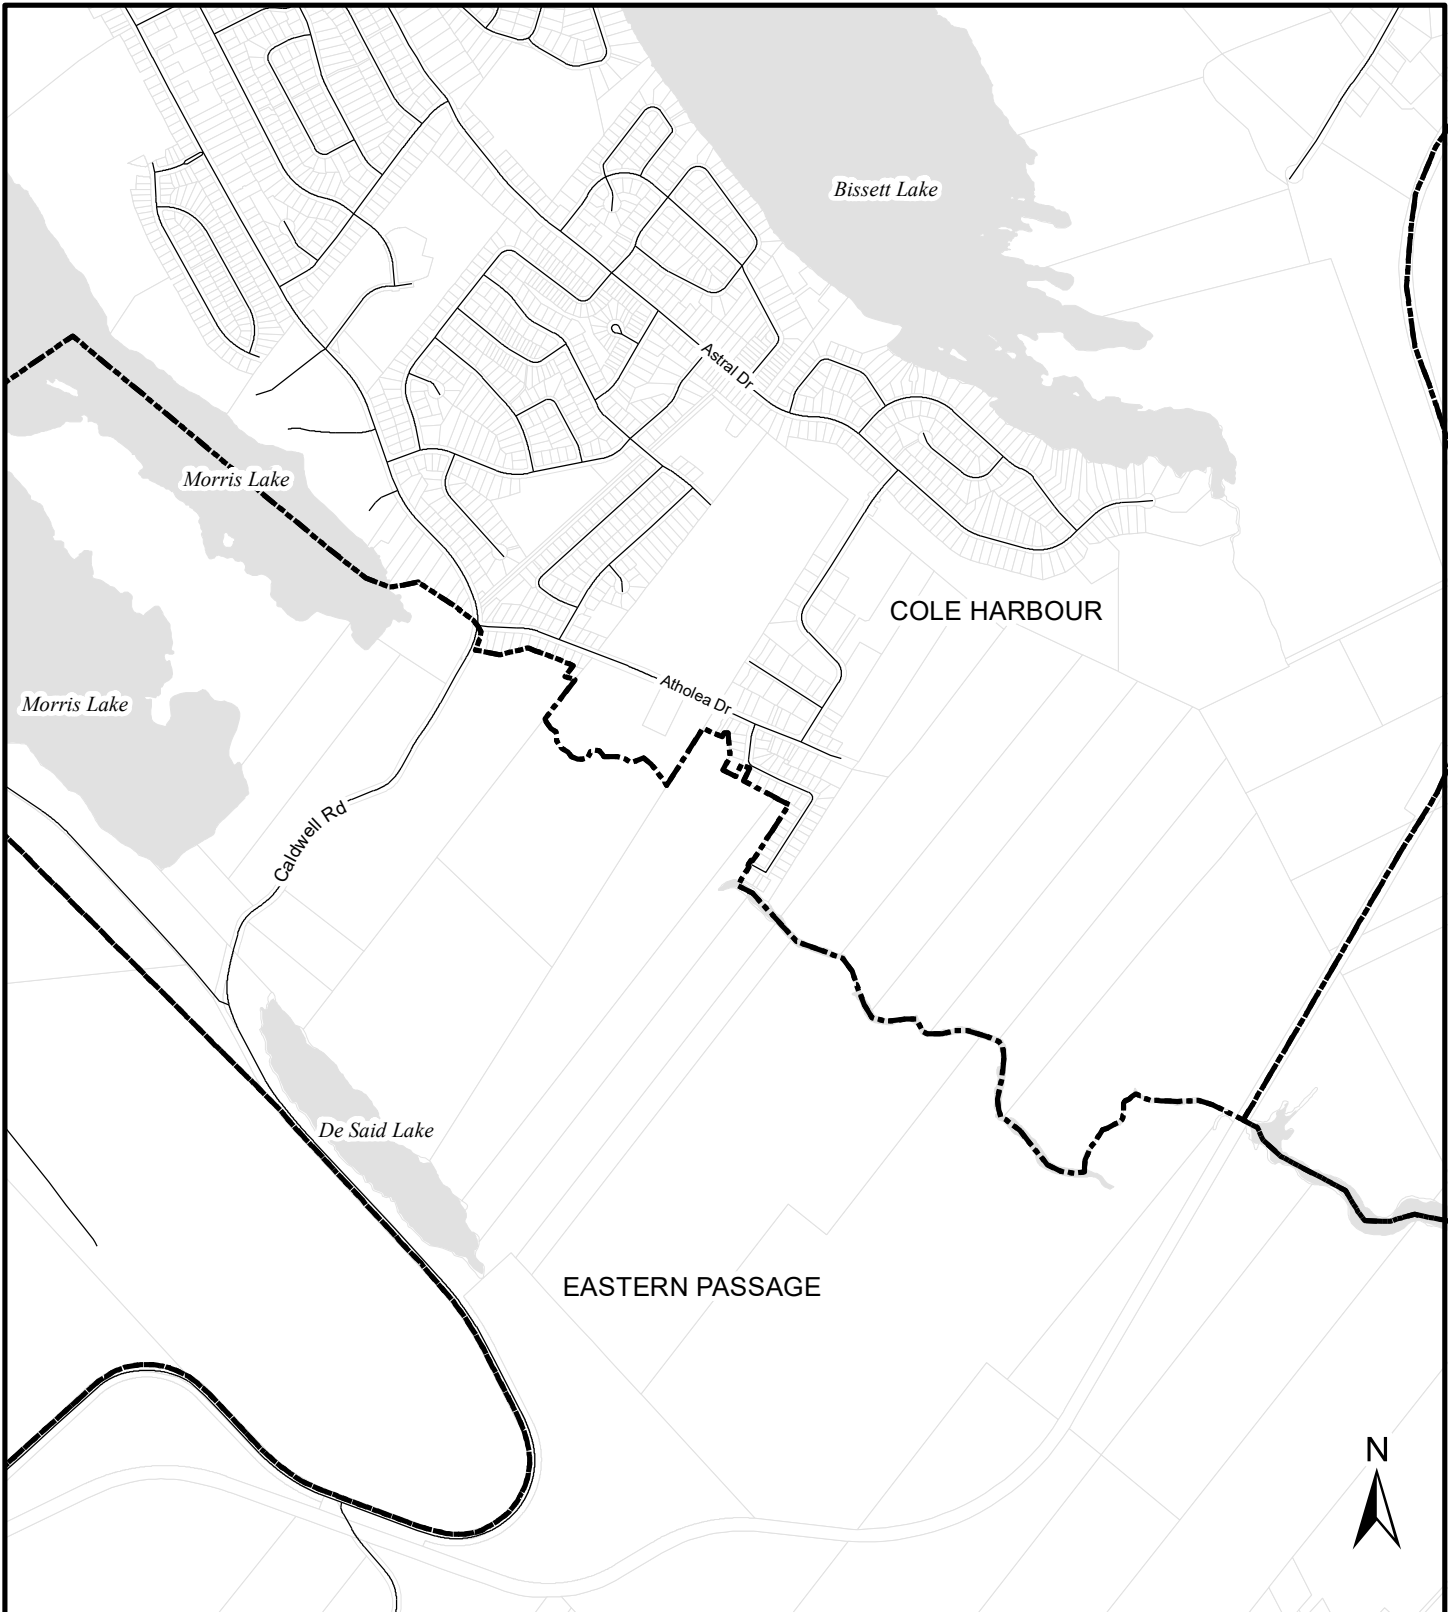 Bissett Lake
Astral Dr
Morris Lake
COLE HARBOUR
Atholea Dr
Morris Lake
Caldwell Rd
De Said Lake
EASTERN PASSAGE
N